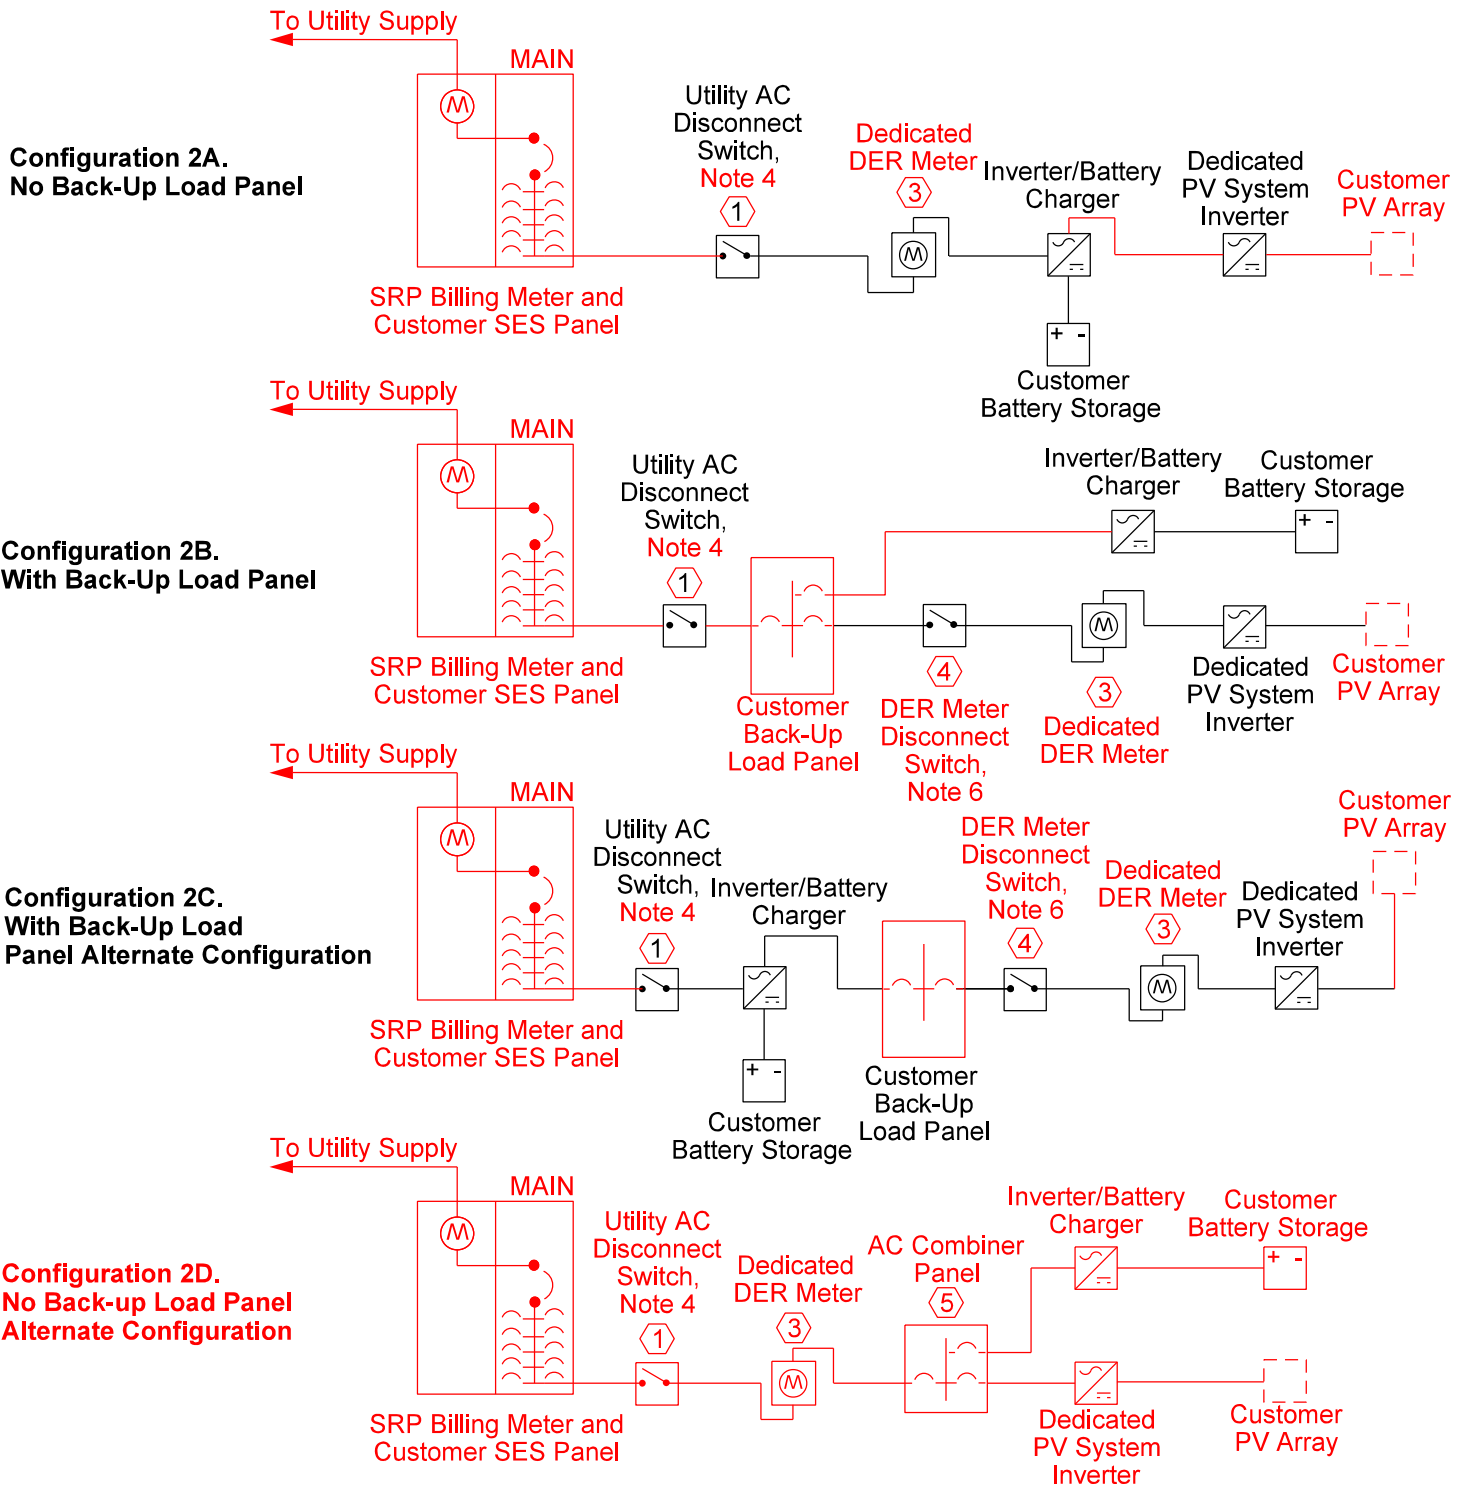 To Utility Supply
MAIN
M
Configuration 2A.
No Back-Up Load Panel
Utility AC
Disconnect
Switch,
Note 4
1
Dedicated
DER Meter
3
M
Inverter/Battery
Charger
Dedicated
PV System
Inverter
Customer
PV Array
SRP Billing Meter and
Customer SES Panel
+ -
Customer
Battery Storage
To Utility Supply
MAIN
M
Configuration 2B.
With Back-Up Load Panel
Utility AC
Disconnect
Switch,
Note 4
1
Inverter/Battery
Charger
Customer
Battery Storage
+ -
SRP Billing Meter and
Customer SES Panel
Customer
Back-Up
Load Panel
4
DER Meter
Disconnect
Switch,
Note 6
M
3
Dedicated
DER Meter
Dedicated
PV System
Inverter
Customer
PV Array
To Utility Supply
MAIN
M
Configuration 2C.
With Back-Up Load
Panel Alternate Configuration
Utility AC
Disconnect
Switch,
Note 4
1
Inverter/Battery
Charger
DER Meter
Disconnect
Switch,
Note 6
4
Dedicated
DER Meter
3
M
Dedicated
PV System
Inverter
Customer
PV Array
SRP Billing Meter and
Customer SES Panel
+ -
Customer
Battery Storage
Customer
Back-Up
Load Panel
To Utility Supply
MAIN
M
Configuration 2D.
No Back-up Load Panel
Alternate Configuration
Utility AC
Disconnect
Switch,
Note 4
1
Dedicated
DER Meter
3
M
AC Combiner
Panel
5
Inverter/Battery
Charger
Customer
Battery Storage
+ -
SRP Billing Meter and
Customer SES Panel
Dedicated
PV System
Inverter
Customer
PV Array